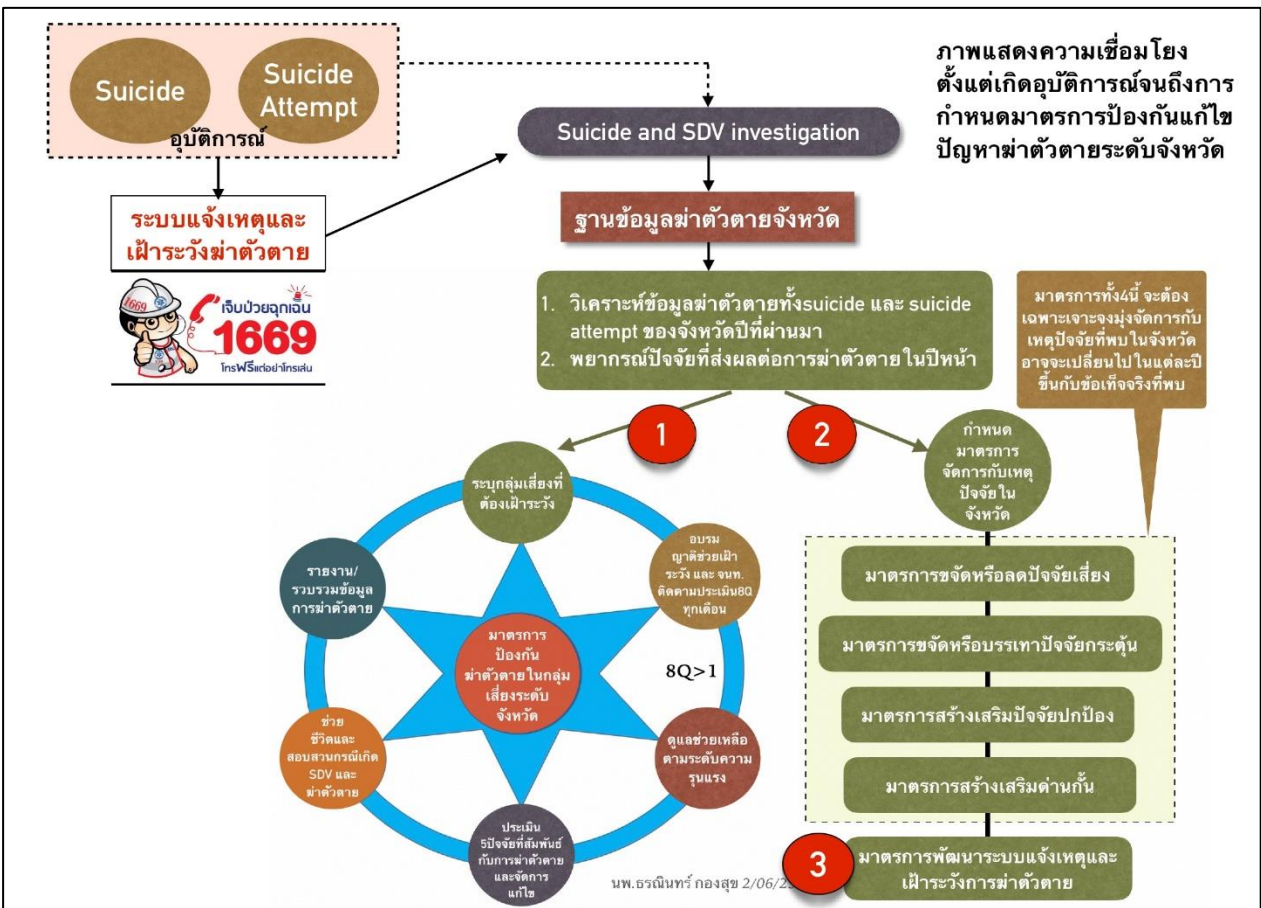 Suicide
Suicide
Attempt
อุบัติการณ์
ภาพแสดงความเชื่อมโยง
ตั้งแต่เกิดอุบัติการณ์จนถึงการ
กำหนดมาตรการป้องกันแก้ไข
ปัญหาฆ่าตัวตายระดับจังหวัด
Suicide and SDV investigation
ระบบแจ้งเหตุและ
เฝ้าระวังฆ่าตัวตาย
1669
เจ็บป่วยฉุกเฉิน
1669
โทรฟรีแต่อย่าโทรเล่น
ฐานข้อมูลฆ่าตัวตายจังหวัด
1. วิเคราะห์ข้อมูลฆ่าตัวตายทั้งsuicide และ suicide
attempt ของจังหวัดปีที่ผ่านมา
2. พยากรณ์ปัจจัยที่ส่งผลต่อการฆ่าตัวตายในปีหน้า
มาตรการทั้ง4นี้ จะต้อง
เฉพาะเจาะจงมุ่งจัดการกับ
เหตุปัจจัยที่พบในจังหวัด
อาจจะเปลี่ยนไปในแต่ละปี
ขึ้นกับข้อเท็จจริงที่พบ
1
2
ระบุกลุ่มเสี่ยงที่
ต้องเฝ้าระวัง
อบรม
ญาติช่วยเฝ้า
ระวัง และ จนท.
ติดตามประเมิน8Q
ทุกเดือน
8Q>1
ดูแลช่วยเหลือ
ตามระดับความ
รุนแรง
ประเมิน
5ปัจจัยที่สัมพันธ์
กับการฆ่าตัวตาย
และจัดการ
แก้ไข
ช่วย
ชีวิตและ
สอบสวนกรณีเกิด
SDV และ
ฆ่าตัวตาย
รายงาน/
รวบรวมข้อมูล
การฆ่าตัวตาย
มาตรการ
ป้องกัน
ฆ่าตัวตายในกลุ่ม
เสี่ยงระดับ
จังหวัด
กำหนด
มาตรการ
จัดการกับเหตุ
ปัจจัยใน
จังหวัด
มาตรการขจัดหรือลดปัจจัยเสี่ยง
มาตรการขจัดหรือบรรเทาปัจจัยกระตุ้น
มาตรการสร้างเสริมปัจจัยปกป้อง
มาตรการสร้างเสริมด่านกั้น
3
มาตรการพัฒนาระบบแจ้งเหตุและ
เฝ้าระวังการฆ่าตัวตาย
นพ.ธรณินทร์ กองสุข